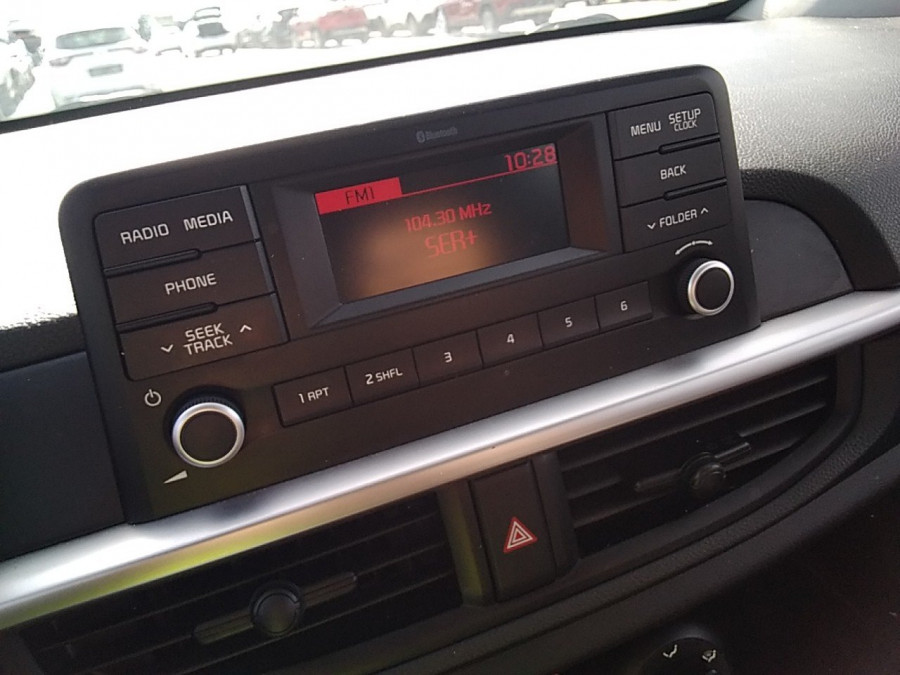 Bluetooth
MENU SETUP
CLOCK
BACK
FOLDER
RADIO MEDIA
PHONE
SEEK
TRACK
FM1
10:28
104.30 MHz
SER+
1 RPT
2 SHFL
3
4
5
6